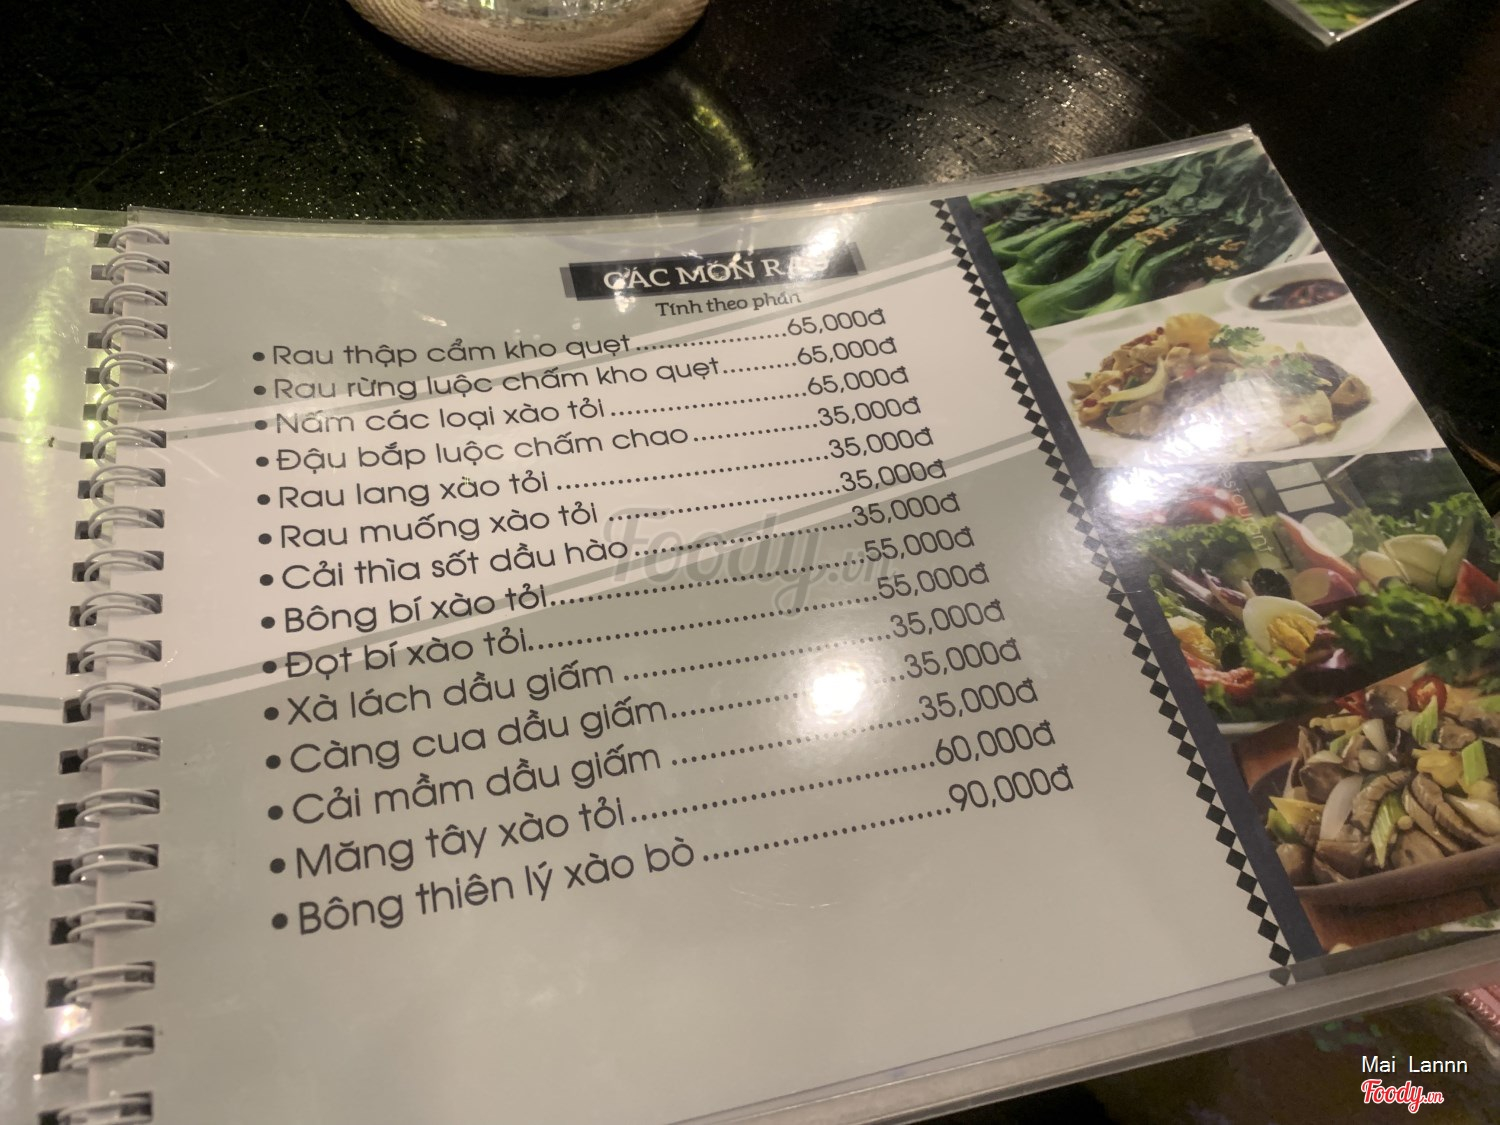 CÁC MÓN RAU
Tính theo phần
• Rau thập cẩm kho quẹt....................65,000đ
• Rau rừng luộc chấm kho quẹt..........65,000đ
• Nấm các loại xào tỏi..........................65,000đ
• Đậu bắp luộc chấm chao................35,000đ
• Rau lang xào tỏi ...................................35,000đ
• Rau muống xào tỏi ..............................35,000đ
• Cải thìa sốt dầu hào............................35,000đ
• Bông bí xào tỏi.......................................55,000đ
• Đọt bí xào tỏi...........................................55,000đ
• Xà lách dầu giấm ................................35,000đ
• Càng cua dầu giấm............................35,000đ
• Cải mầm dầu giấm .............................35,000đ
• Măng tây xào tỏi...................................60,000đ
• Bông thiên lý xào bò ...........................90,000đ
Foody.vn
Mai Lannn
Foody.vn